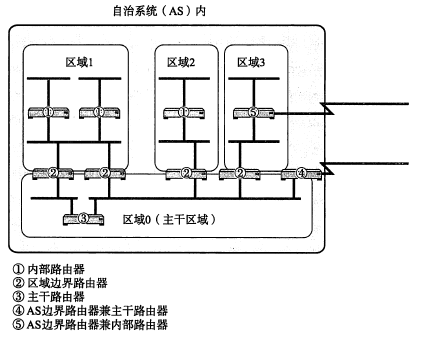 自治系统（AS）内
区域1
区域2
区域3
① ①
①
⑤
② ② ② ② ④
③
区域0（主干区域）
①内部路由器
②区域边界路由器
③主干路由器
④AS边界路由器兼主干路由器
⑤AS边界路由器兼内部路由器